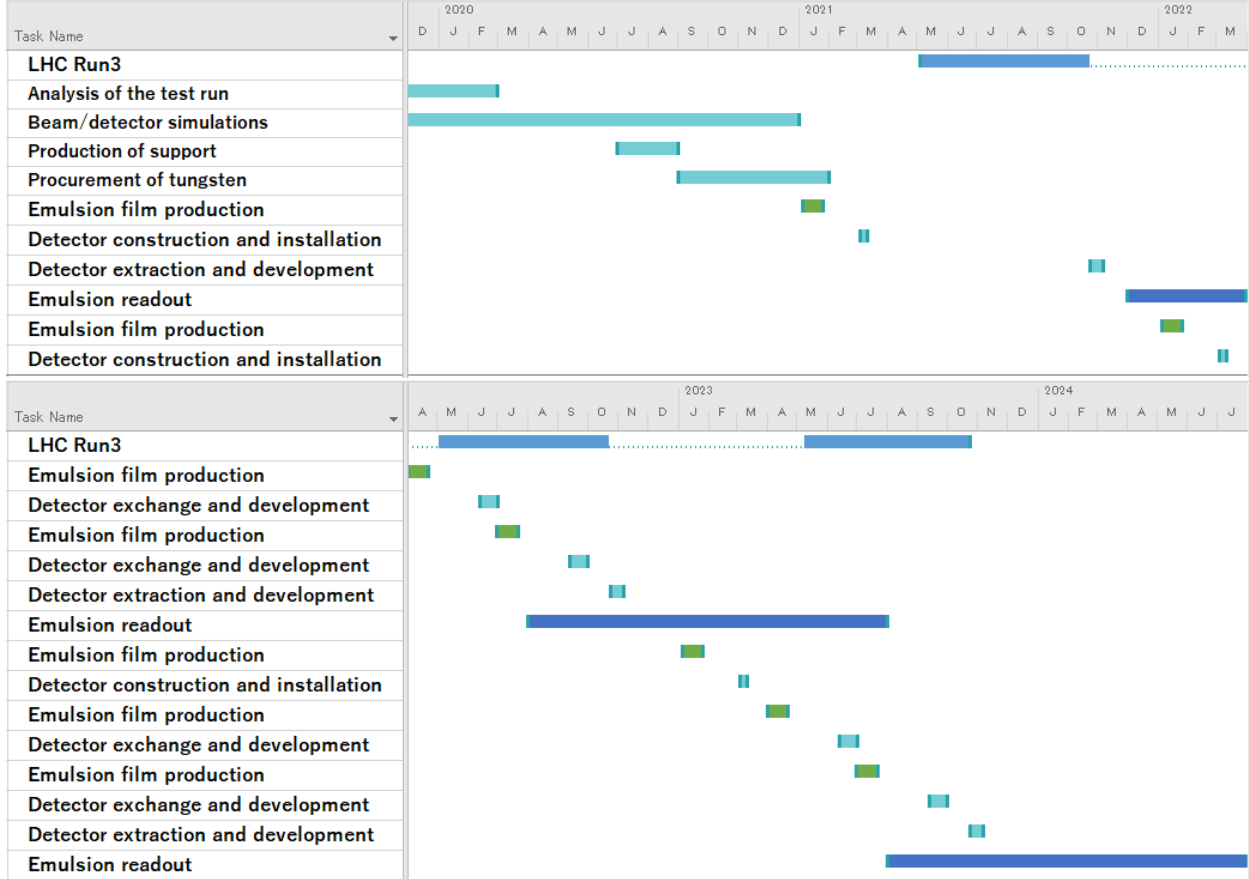 2020 2021 2022
Task Name D J F M A M J J A S O N D J F M A M J J A S O N D J F M
LHC Run3
Analysis of the test run
Beam/detector simulations
Production of support
Procurement of tungsten
Emulsion film production
Detector construction and installation
Detector extraction and development
Emulsion readout
Emulsion film production
Detector construction and installation
2023 2024
Task Name A M J J A S O N D J F M A M J J A S O N D J F M A M J J
LHC Run3
Emulsion film production
Detector exchange and development
Emulsion film production
Detector exchange and development
Detector extraction and development
Emulsion readout
Emulsion film production
Detector construction and installation
Emulsion film production
Detector exchange and development
Emulsion film production
Detector exchange and development
Detector extraction and development
Emulsion readout